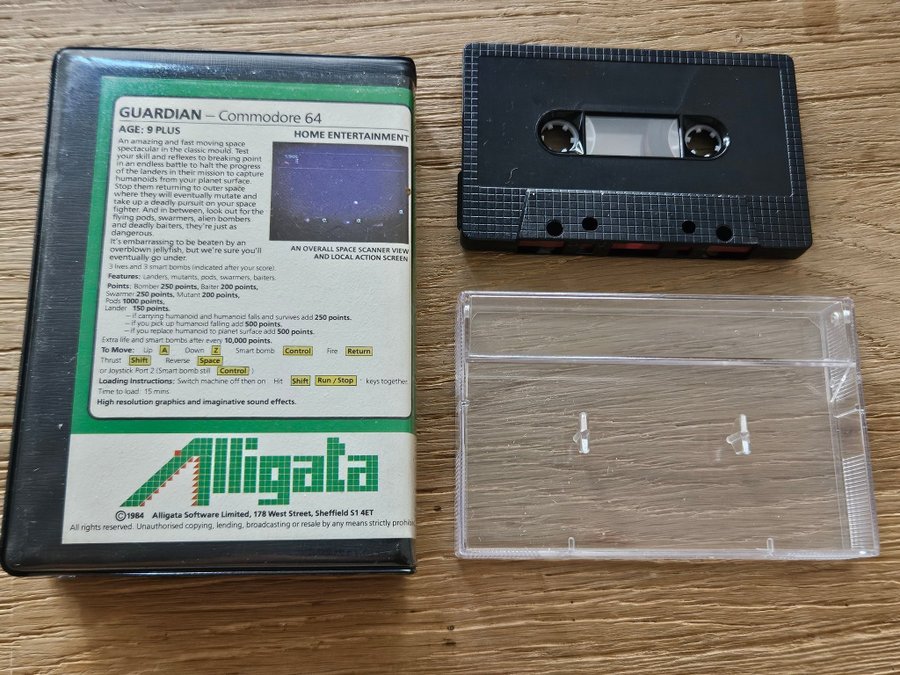 GUARDIAN – Commodore 64
AGE: 9 PLUS
An amazing and fast moving space
spectacular in the classic mould. Test
your skill and reflexes to breaking point
in an endless battle to halt the progress
of the landers in their mission to capture
humanoids from your planet surface.
Stop them returning to outer space
where they will eventually mutate and
take up a deadly pursuit on your space
fighter. And in between, look out for the
flying pods, swarmers, alien bombers
and deadly baiters, they're just as
dangerous.
It's embarrassing to be beaten by an
overblown jellyfish, but we're sure you'll
eventually go under.
HOME ENTERTAINMENT
AN OVERALL SPACE SCANNER VIEW
AND LOCAL ACTION SCREEN
3 lives and 3 smart bombs (indicated after your score).
Features: Landers, mutants, pods, swarmers, baiters.
Points: Bomber 250 points, Baiter 200 points,
Swarmer 250 points, Mutant 200 points,
Pods 1000 points,
Lander 150 points.
– if carrying humanoid and humanoid falls and survives add 250 points.
– if you pick up humanoid falling add 500 points.
– if you replace humanoid to planet surface add 500 points.
Extra life and smart bombs after every 10,000 points.
To Move: Up A Down Z Smart bomb Control Fire Return
Thrust Shift Reverse Space
or Joystick Port 2 (Smart bomb still Control )
Loading Instructions: Switch machine off then on Hit Shift Run / Stop keys together.
Time to load: 15 mins.
High resolution graphics and imaginative sound effects.
Alligata
©1984 Alligata Software Limited, 178 West Street, Sheffield S1 4ET
All rights reserved. Unauthorised copying, lending, broadcasting or resale by any means strictly prohib